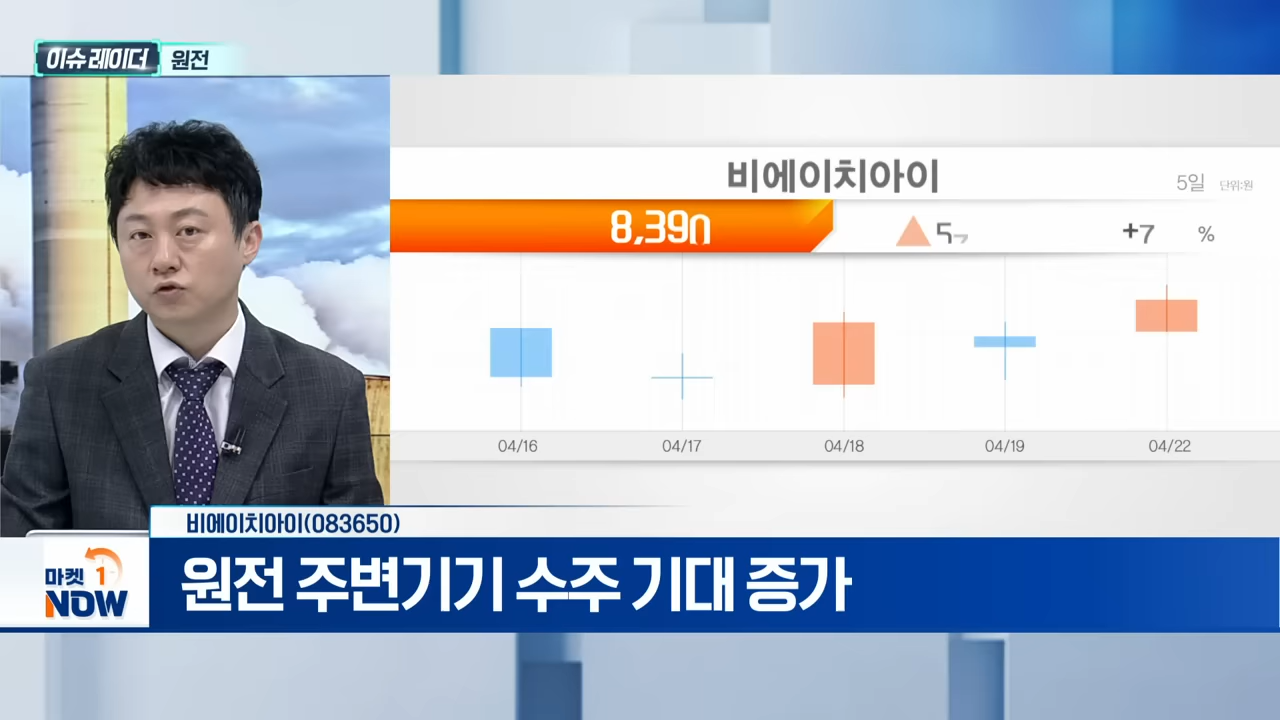 이슈레이더 원전
비에이치아이
5일 단위:원
+7 %
04/16 04/17 04/18 04/19 04/22
비에이치아이(083650)
마켓 1
NOW
원전 주변기기 수주 기대 증가